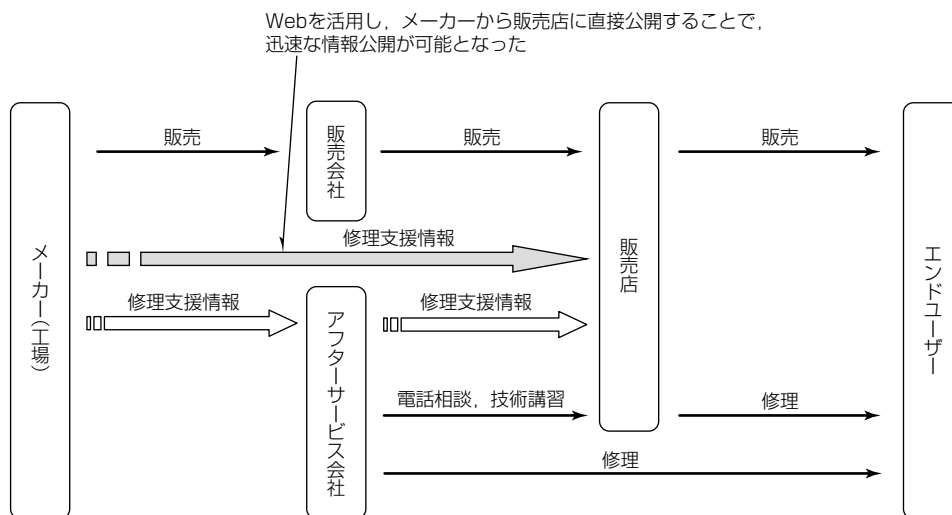 Webを活用し，メーカーから販売店に直接公開することで，
迅速な情報公開が可能となった
販売
販売
販売
販売会社
修理支援情報
メーカー（工場）
販売店
エンドユーザー
修理支援情報
修理支援情報
アフターサービス会社
電話相談，技術講習
修理
修理